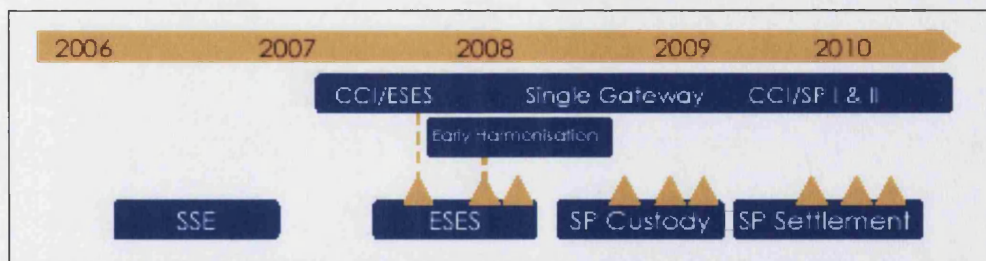 2006 2007 2008 2009 2010
CCI/ESES Single Gateway CCI/SP I & II
Early Harmonisation
SSE ESES SP Custody SP Settlement